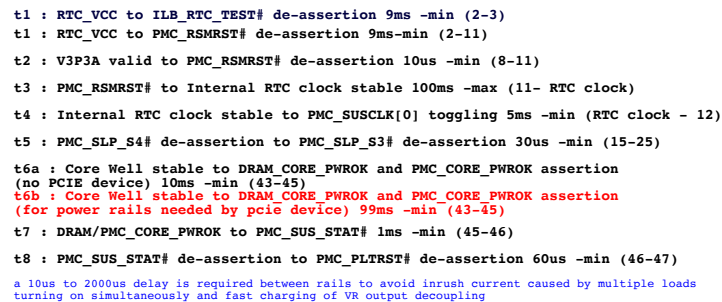 t1 : RTC_VCC to ILB_RTC_TEST# de-assertion 9ms -min (2-3)
t1 : RTC_VCC to PMC_RSMRST# de-assertion 9ms-min (2-11)
t2 : V3P3A valid to PMC_RSMRST# de-assertion 10us -min (8-11)
t3 : PMC_RSMRST# to Internal RTC clock stable 100ms -max (11- RTC clock)
t4 : Internal RTC clock stable to PMC_SUSCLK[0] toggling 5ms -min (RTC clock - 12)
t5 : PMC_SLP_S4# de-assertion to PMC_SLP_S3# de-assertion 30us -min (15-25)
t6a : Core Well stable to DRAM_CORE_PWROK and PMC_CORE_PWROK assertion
(no PCIE device) 10ms -min (43-45)
t6b : Core Well stable to DRAM_CORE_PWROK and PMC_CORE_PWROK assertion
(for power rails needed by pcie device) 99ms -min (43-45)
t7 : DRAM/PMC_CORE_PWROK to PMC_SUS_STAT# 1ms -min (45-46)
t8 : PMC_SUS_STAT# de-assertion to PMC_PLTRST# de-assertion 60us -min (46-47)
a 10us to 2000us delay is required between rails to avoid inrush current caused by multiple loads
turning on simultaneously and fast charging of VR output decoupling